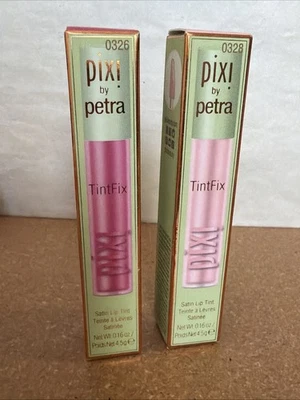 0326
pixi
by
petra
TintFix
pixi
Satin Lip Tint
Teinte à Lèvres
Satinée
Net Wt. 0.16 oz /
Poids Net 4.5g e
0328
pixi
by
petra
TintFix
pixi
Satin Lip Tint
Teinte à Lèvres
Satinée
Net Wt. 0.16 oz /
Poids Net 4.5g e